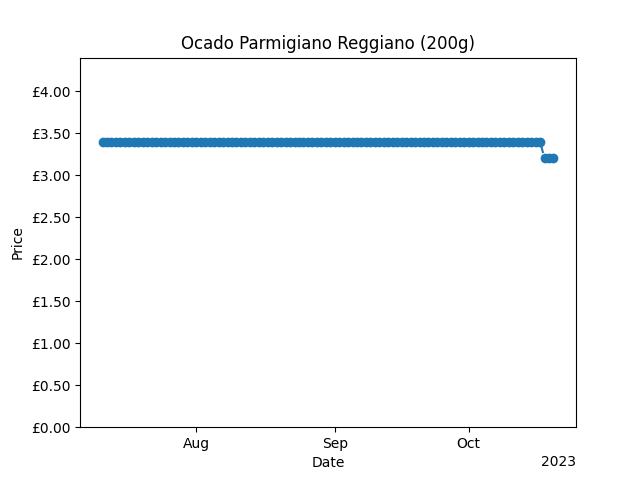 Ocado Parmigiano Reggiano (200g)
£4.00
£3.50
£3.00
£2.50
£2.00
£1.50
£1.00
£0.50
£0.00
Price
Aug Sep Oct
Date
2023